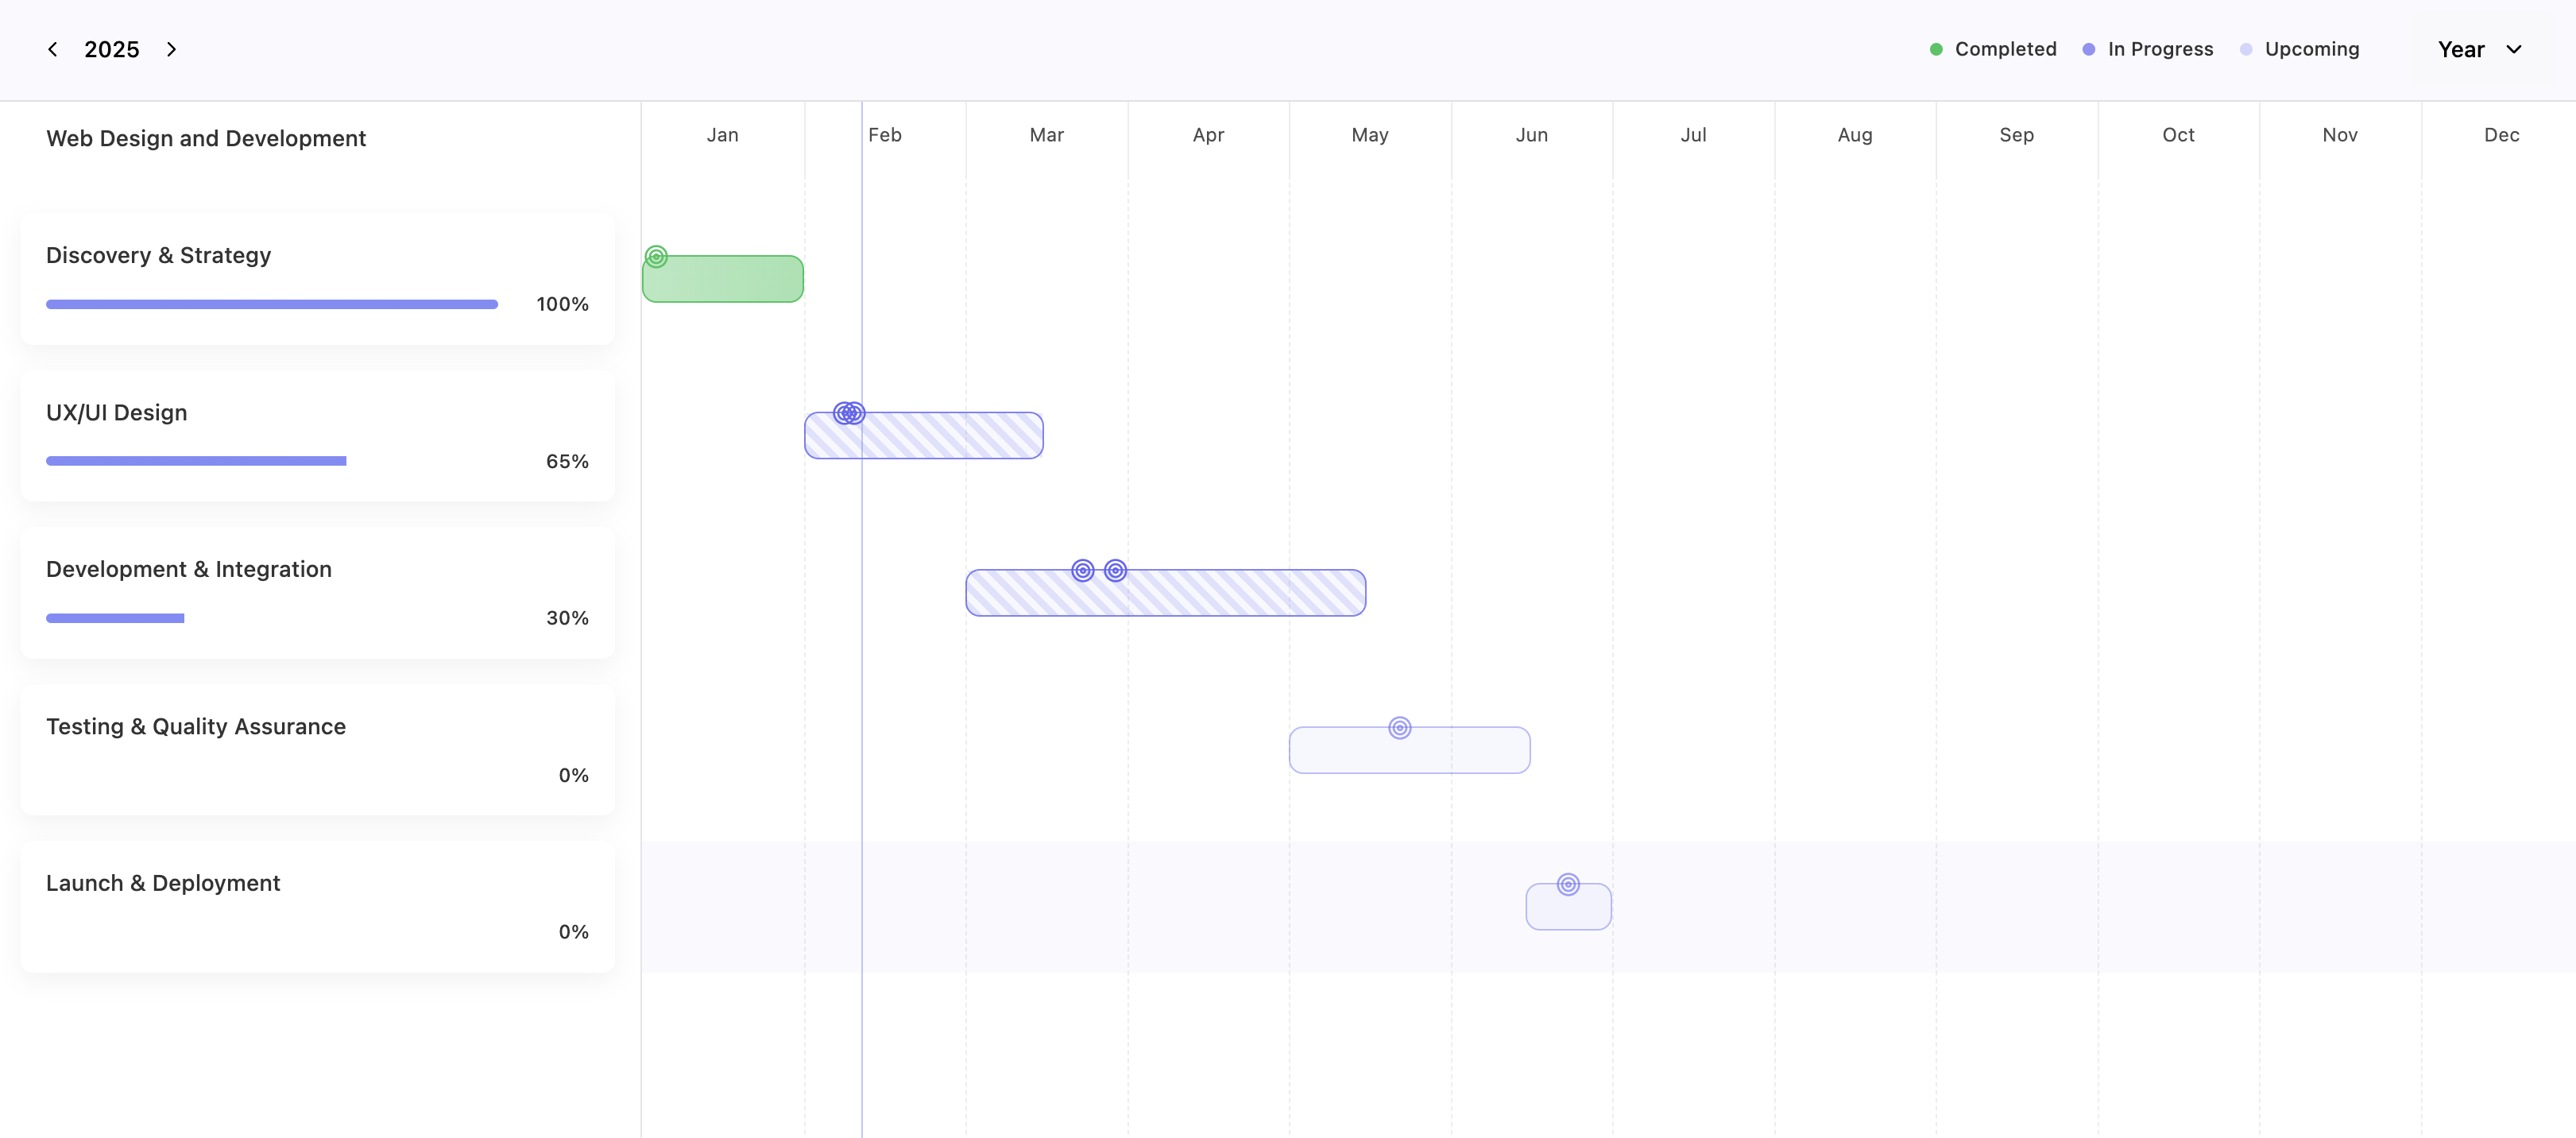 2025
Completed
In Progress
Upcoming
Year
Web Design and Development
Jan Feb Mar Apr May Jun Jul Aug Sep Oct Nov Dec
Discovery & Strategy
100%
UX/UI Design
65%
Development & Integration
30%
Testing & Quality Assurance
0%
Launch & Deployment
0%